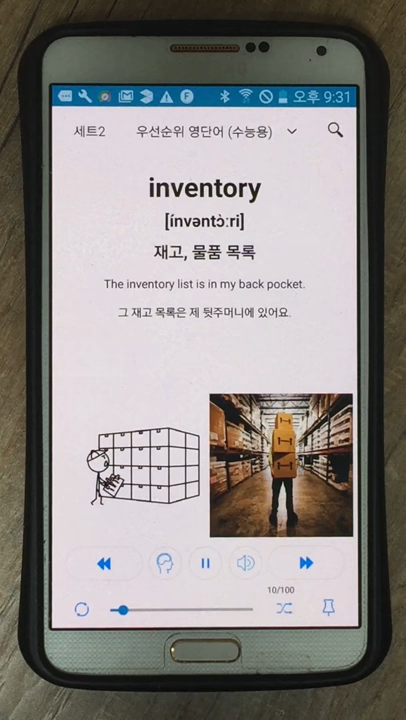 SAMSUNG
오후 9:31
세트2 우선순위 영단어 (수능용)
inventory
[ínvəntɔ̀ːri]
재고, 물품 목록
The inventory list is in my back pocket.
그 재고 목록은 제 뒷주머니에 있어요.
10/100